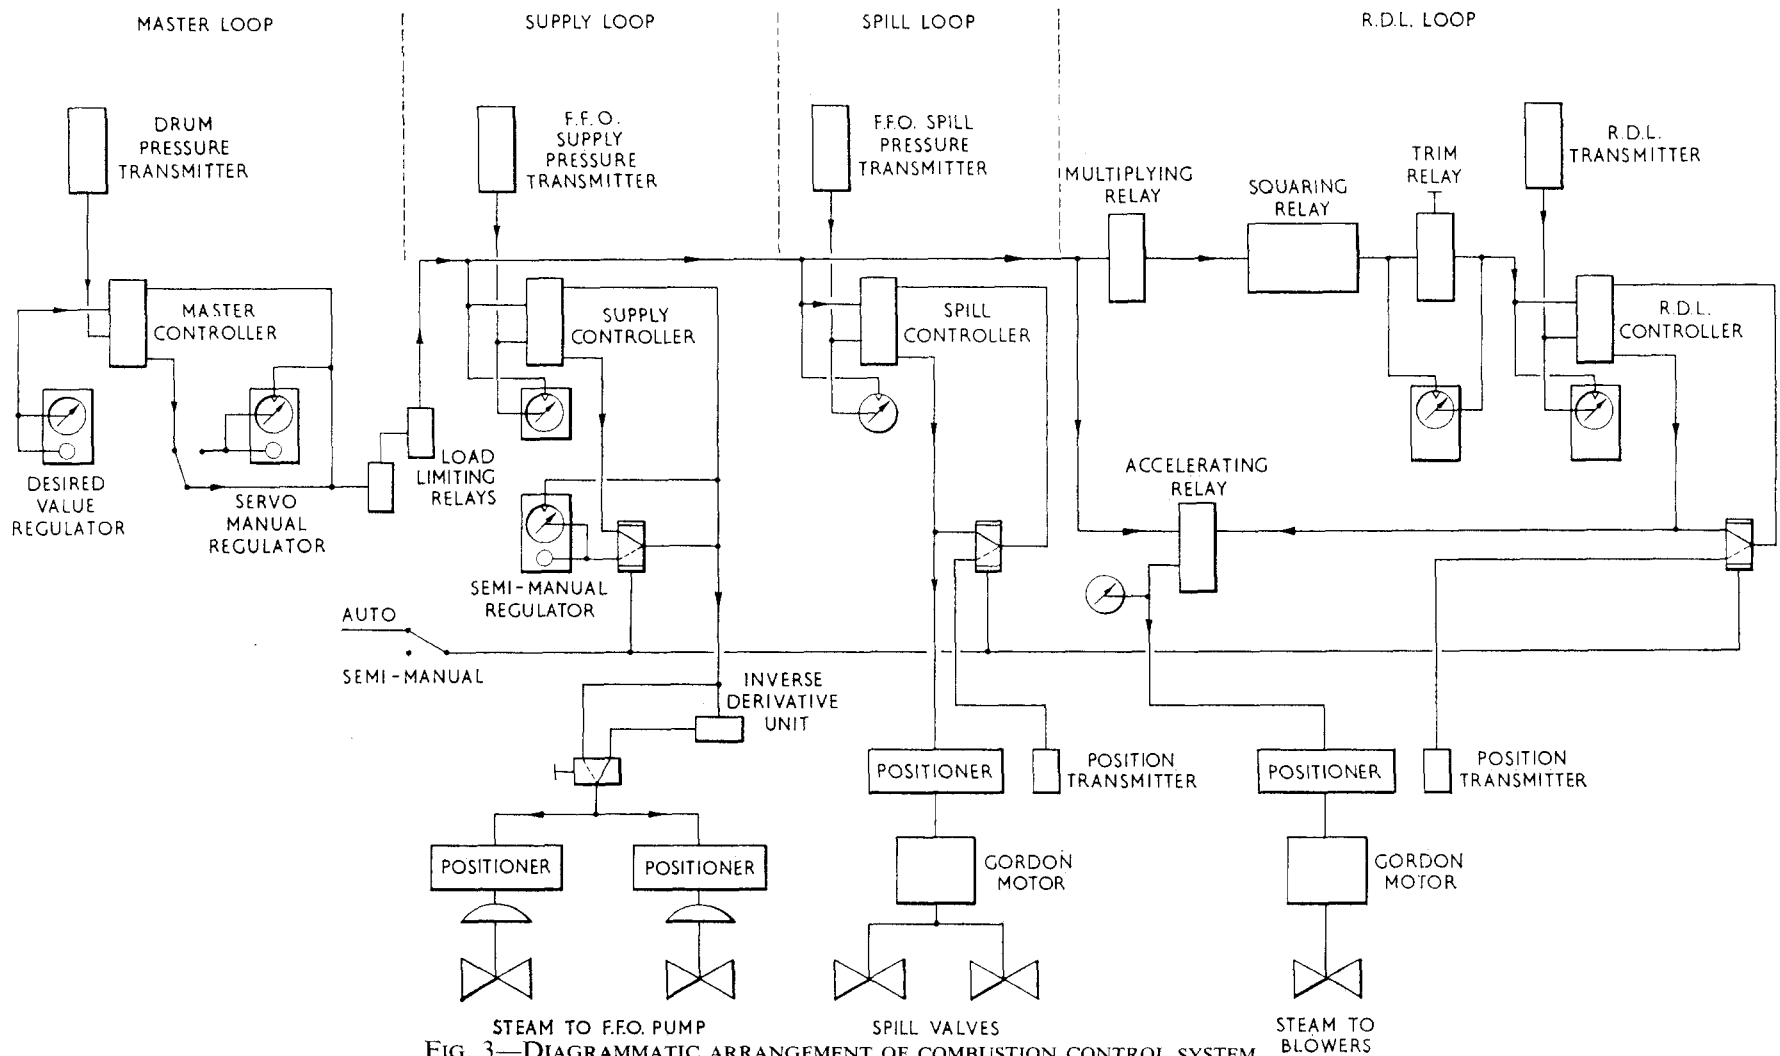 MASTER LOOP
SUPPLY LOOP
SPILL LOOP
R.D.L. LOOP
DRUM
PRESSURE
TRANSMITTER
F.F.O.
SUPPLY
PRESSURE
TRANSMITTER
F.F.O. SPILL
PRESSURE
TRANSMITTER
MULTIPLYING
RELAY
SQUARING
RELAY
TRIM
RELAY
R.D.L.
TRANSMITTER
MASTER
CONTROLLER
SUPPLY
CONTROLLER
SPILL
CONTROLLER
R.D.L.
CONTROLLER
DESIRED
VALUE
REGULATOR
SERVO
MANUAL
REGULATOR
LOAD
LIMITING
RELAYS
ACCELERATING
RELAY
SEMI-MANUAL
REGULATOR
AUTO
SEMI-MANUAL
INVERSE
DERIVATIVE
UNIT
POSITIONER
POSITION
TRANSMITTER
POSITIONER
POSITION
TRANSMITTER
POSITIONER
POSITIONER
GORDON
MOTOR
GORDON
MOTOR
STEAM TO F.F.O. PUMP
SPILL VALVES
STEAM TO
BLOWERS
FIG. 3—DIAGRAMMATIC ARRANGEMENT OF COMBUSTION CONTROL SYSTEM